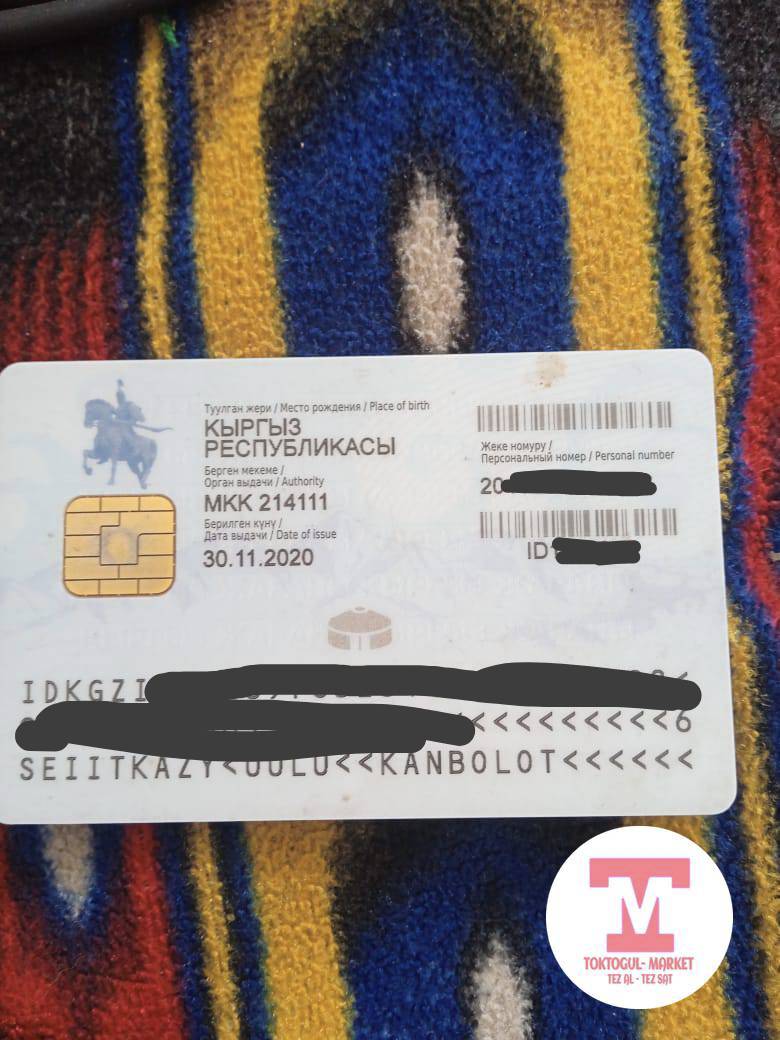 Туулган жери / Место рождения / Place of birth
КЫРГЫЗ
РЕСПУБЛИКАСЫ
Берген мекеме /
Орган выдачи / Authority
МКК 214111
Берилген күнү /
Дата выдачи / Date of issue
30.11.2020
Жеке номуру /
Персональный номер / Personal number
20
ID
IDKGZI
<<<<<<<<<<<6
SEIITKAZY<UULU<<KANBOLOT<<<<<<
TM
TOKTOGUL- MARKET
TEZ AL - TEZ SAT